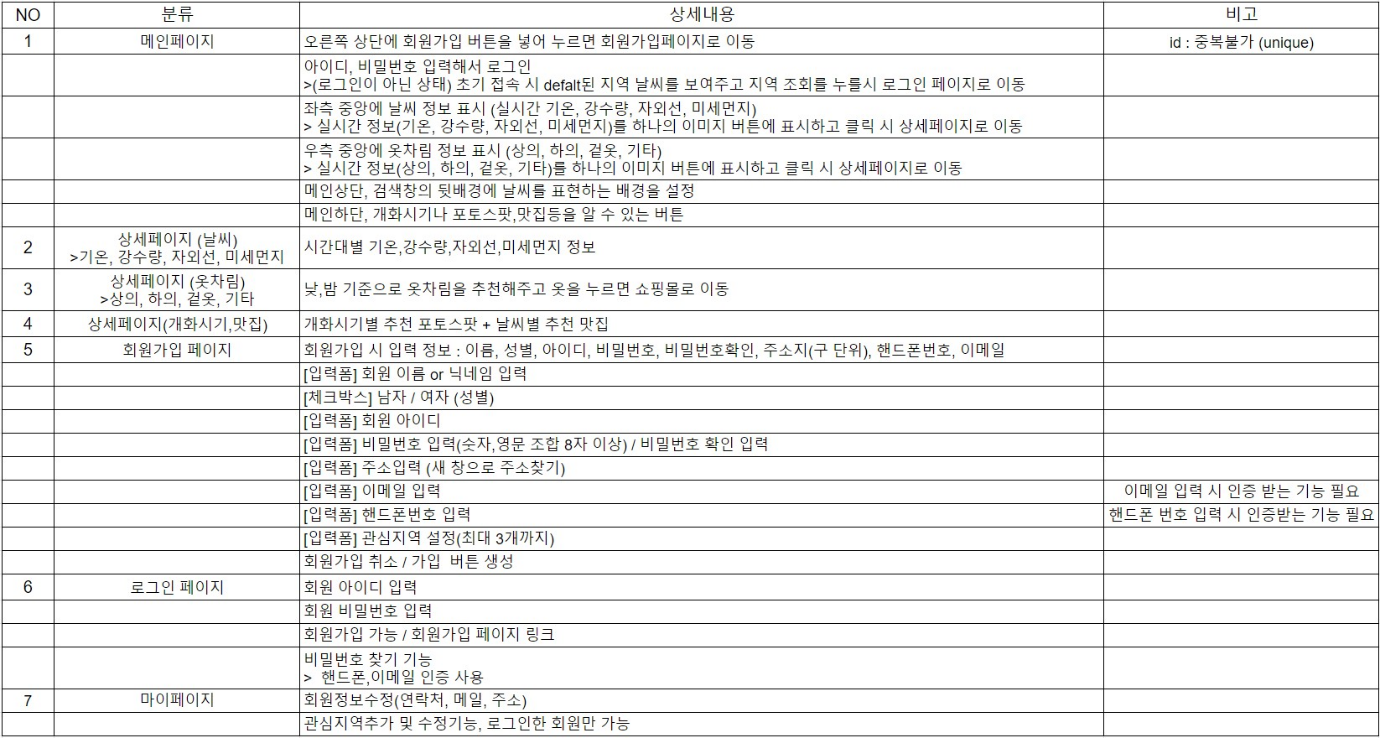 NO 분류 상세내용 비고
1 메인페이지 오른쪽 상단에 회원가입 버튼을 넣어 누르면 회원가입페이지로 이동 id : 중복불가 (unique)
아이디, 비밀번호 입력해서 로그인
>(로그인이 아닌 상태) 초기 접속 시 defalt된 지역 날씨를 보여주고 지역 조회를 누를시 로그인 페이지로 이동
좌측 중앙에 날씨 정보 표시 (실시간 기온, 강수량, 자외선, 미세먼지)
> 실시간 정보(기온, 강수량, 자외선, 미세먼지)를 하나의 이미지 버튼에 표시하고 클릭 시 상세페이지로 이동
우측 중앙에 옷차림 정보 표시 (상의, 하의, 겉옷, 기타)
> 실시간 정보(상의, 하의, 겉옷, 기타)를 하나의 이미지 버튼에 표시하고 클릭 시 상세페이지로 이동
메인상단, 검색창의 뒷배경에 날씨를 표현하는 배경을 설정
메인하단, 개화시기나 포토스팟,맛집등을 알 수 있는 버튼
2 상세페이지 (날씨)
>기온, 강수량, 자외선, 미세먼지 시간대별 기온,강수량,자외선,미세먼지 정보
3 상세페이지 (옷차림)
>상의, 하의, 겉옷, 기타 낮,밤 기준으로 옷차림을 추천해주고 옷을 누르면 쇼핑몰로 이동
4 상세페이지(개화시기,맛집) 개화시기별 추천 포토스팟 + 날씨별 추천 맛집
5 회원가입 페이지 회원가입 시 입력 정보 : 이름, 성별, 아이디, 비밀번호, 비밀번호확인, 주소지(구 단위), 핸드폰번호, 이메일
[입력폼] 회원 이름 or 닉네임 입력
[체크박스] 남자 / 여자 (성별)
[입력폼] 회원 아이디
[입력폼] 비밀번호 입력(숫자,영문 조합 8자 이상) / 비밀번호 확인 입력
[입력폼] 주소입력 (새 창으로 주소찾기)
[입력폼] 이메일 입력 이메일 입력 시 인증 받는 기능 필요
[입력폼] 핸드폰번호 입력 핸드폰 번호 입력 시 인증받는 기능 필요
[입력폼] 관심지역 설정(최대 3개까지)
회원가입 취소 / 가입 버튼 생성
6 로그인 페이지 회원 아이디 입력
회원 비밀번호 입력
회원가입 가능 / 회원가입 페이지 링크
비밀번호 찾기 기능
> 핸드폰,이메일 인증 사용
7 마이페이지 회원정보수정(연락처, 메일, 주소)
관심지역추가 및 수정기능, 로그인한 회원만 가능